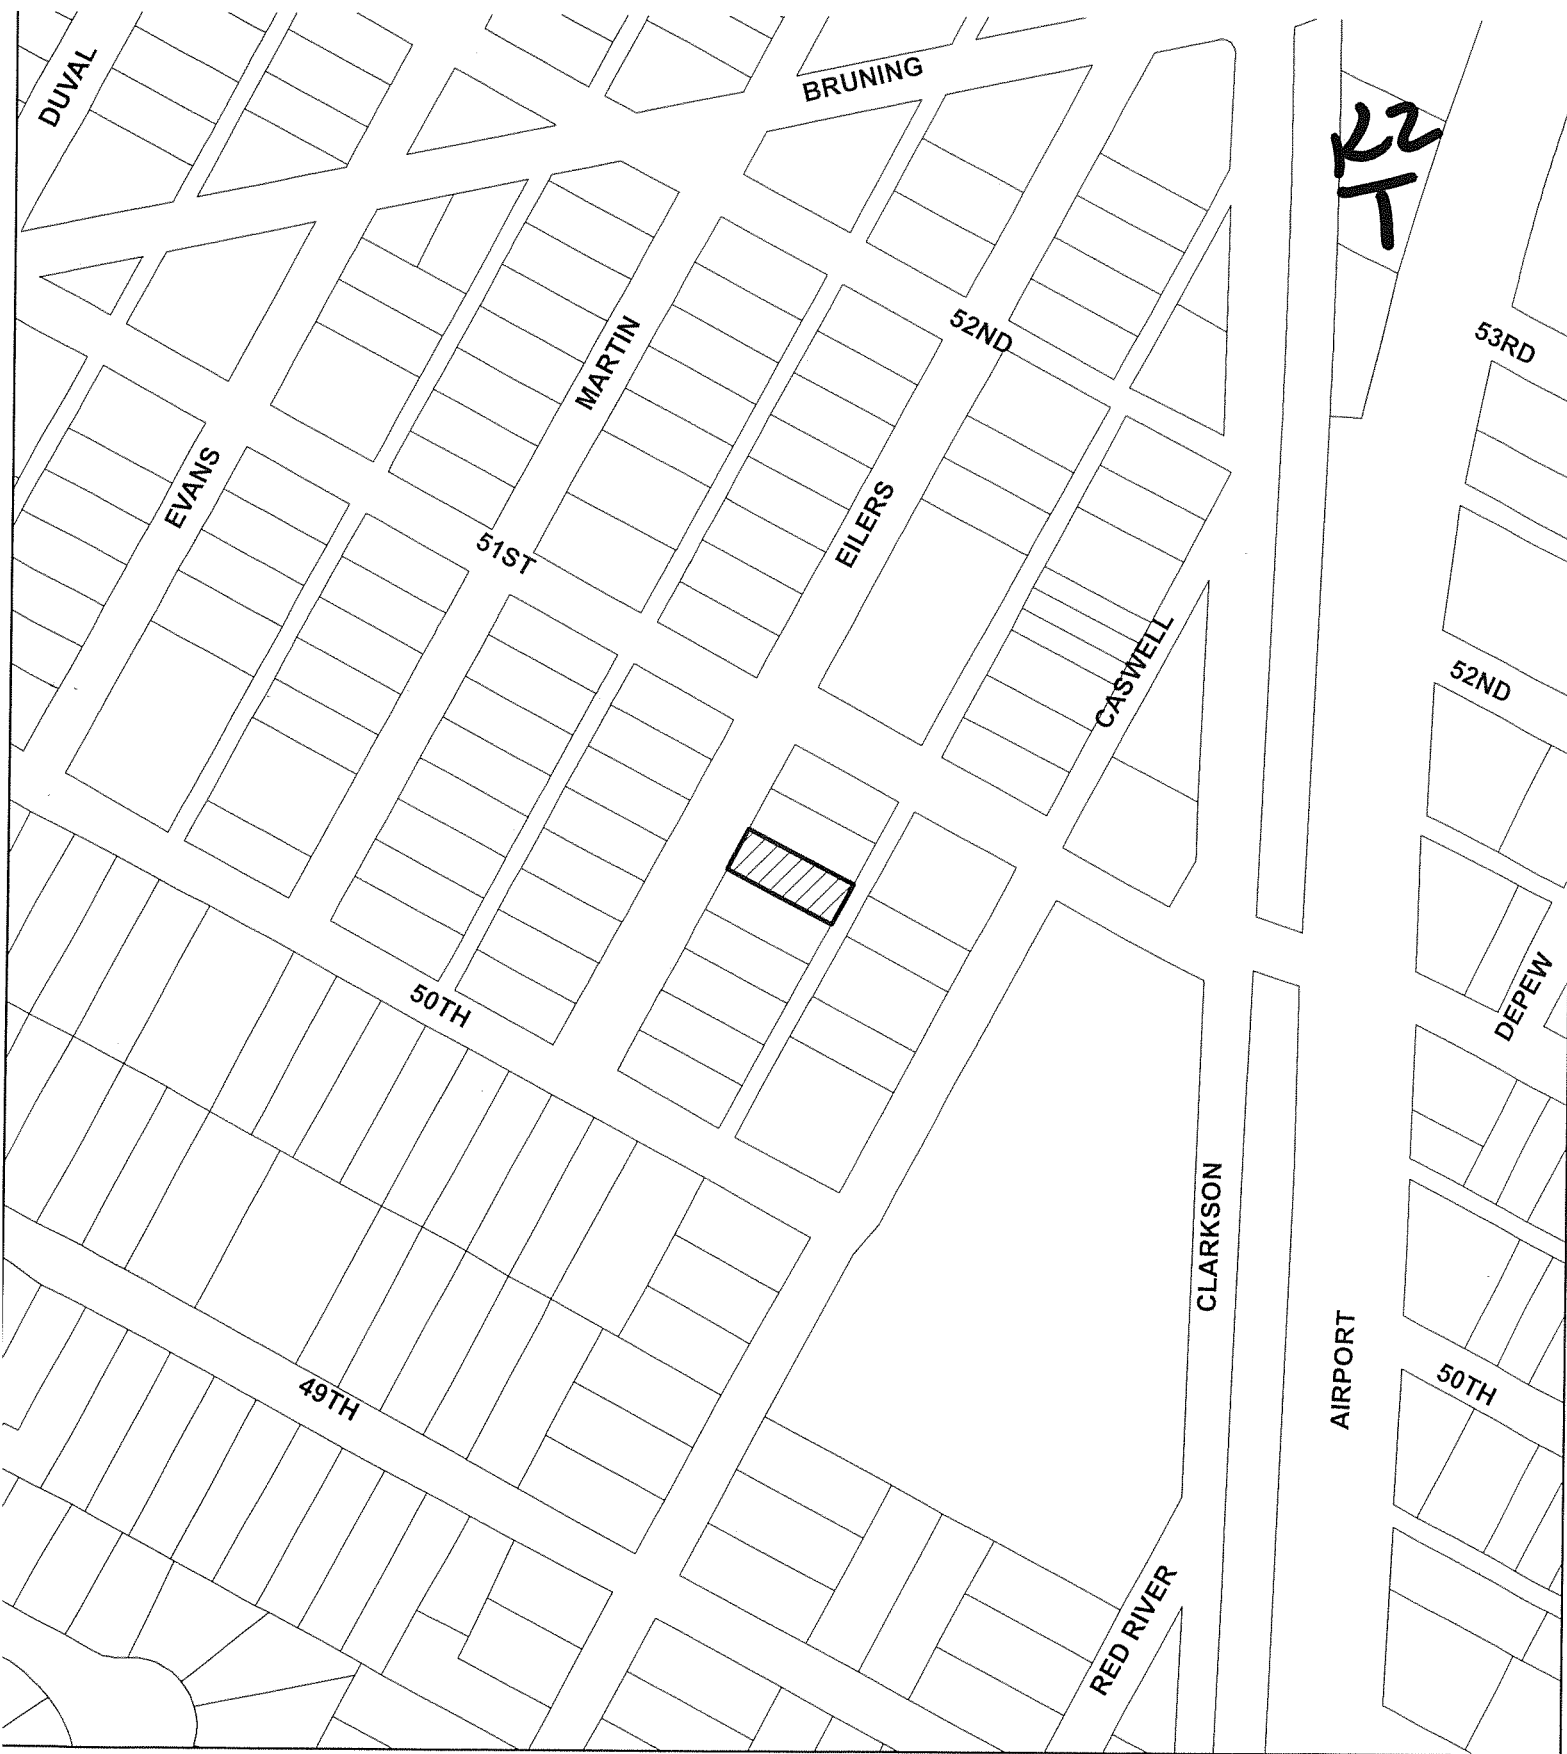 DUVAL
BRUNING
K2
1
52ND
53RD
MARTIN
EVANS
EILERS
51ST
CASWELL
52ND
50TH
DEPEW
CLARKSON
AIRPORT
50TH
49TH
RED RIVER